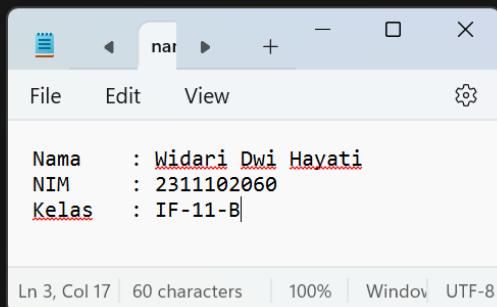 nar
File Edit View
Nama : Widari Dwi Hayati
NIM : 2311102060
Kelas : IF-11-B
Ln 3, Col 17 60 characters 100% Window UTF-8